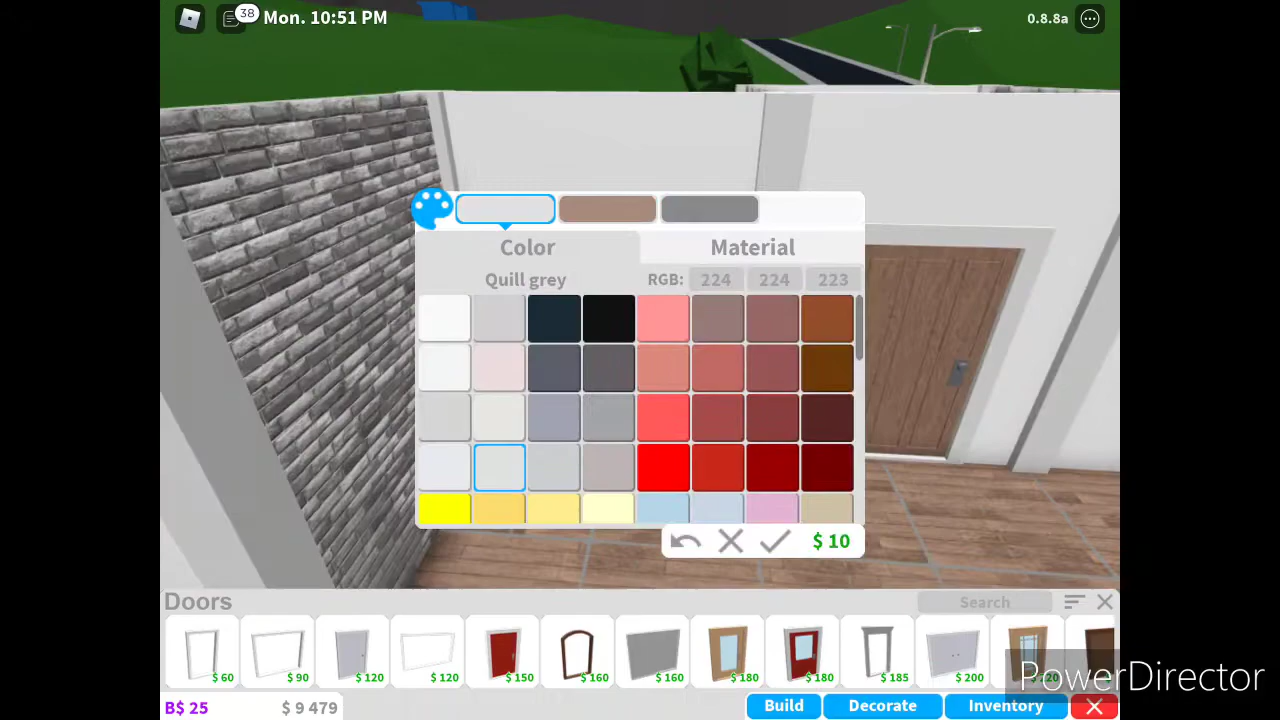 38 Mon. 10:51 PM
0.8.8a
Color Material
Quill grey RGB: 224 224 223
$ 10
Doors Search
$ 60 $ 90 $ 120 $ 120 $ 150 $ 160 $ 160 $ 180 $ 180 $ 185 $ 200
PowerDirector
B$ 25 $ 9 479 Build Decorate Inventory